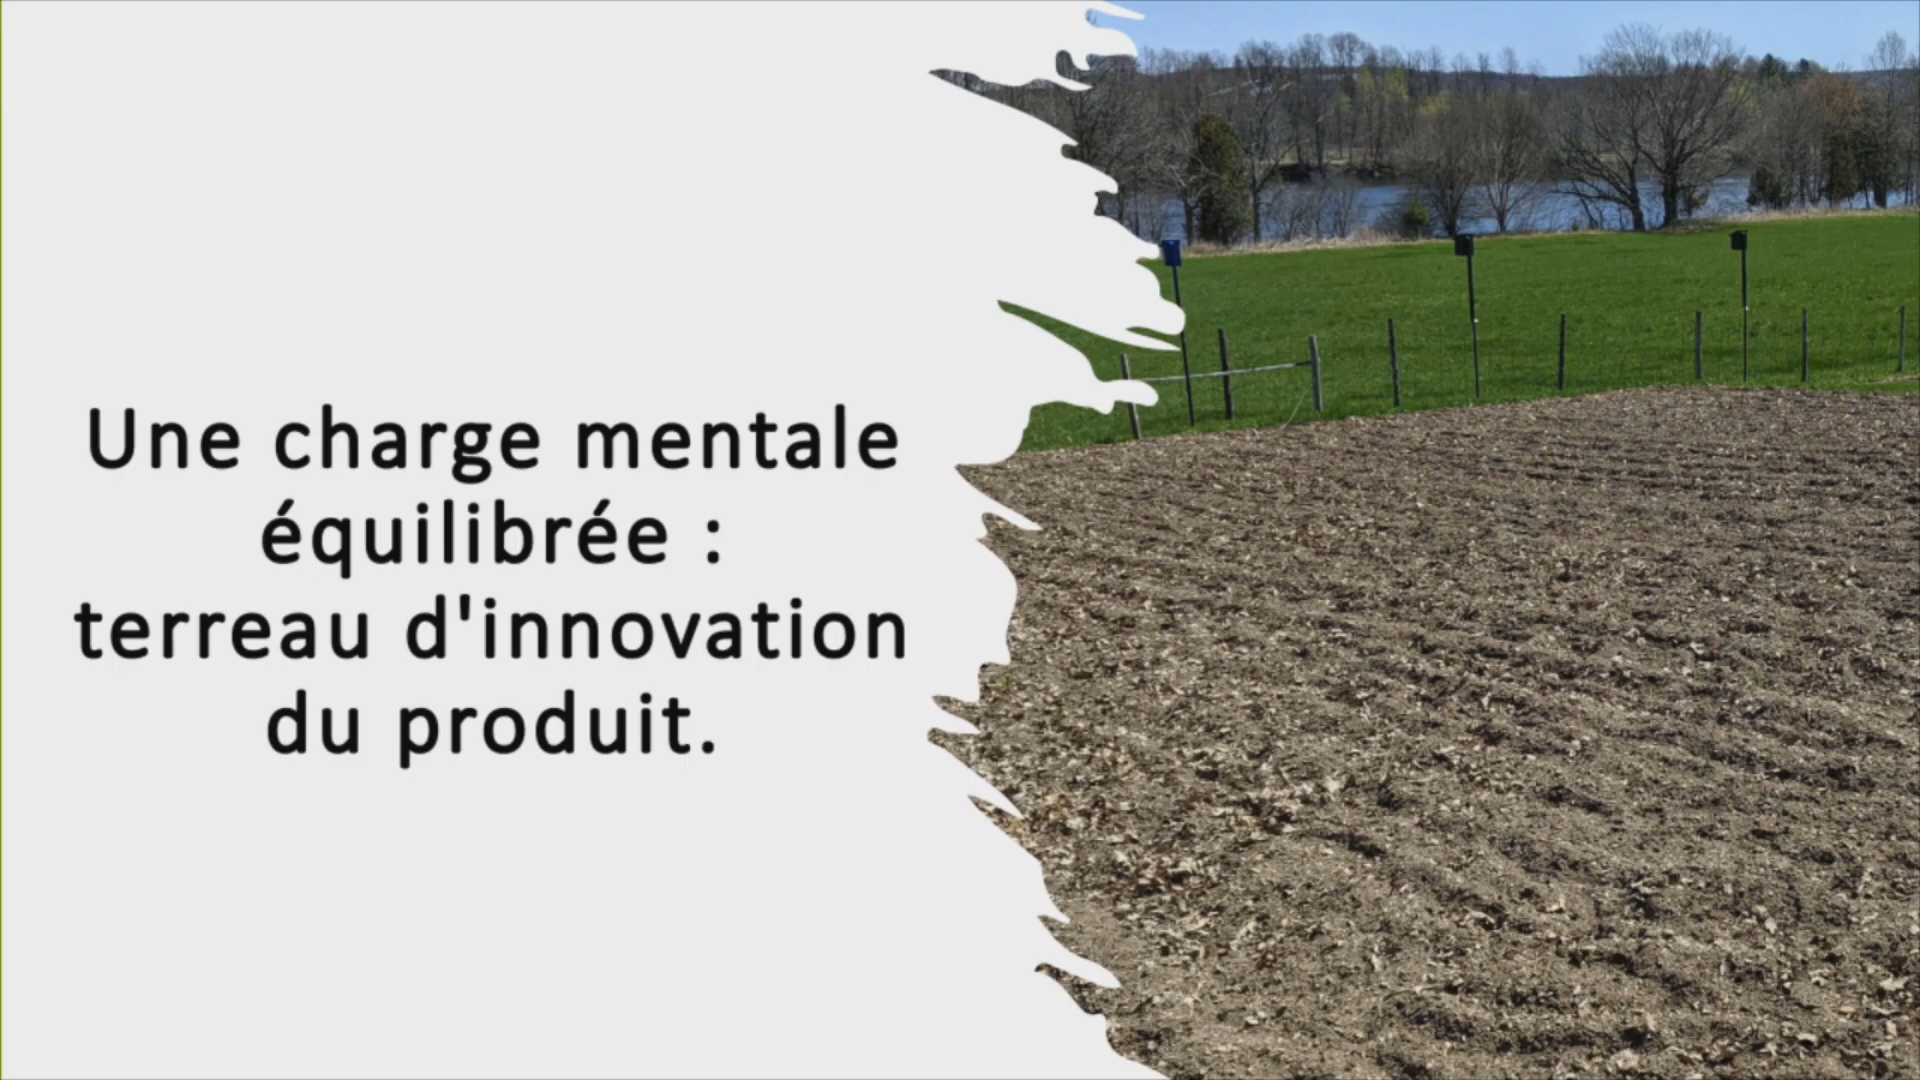 Une charge mentale
équilibrée :
terreau d'innovation
du produit.